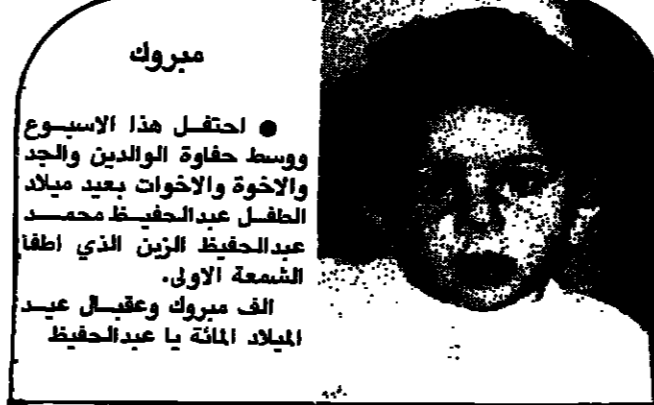 مبروك
● احتفل هذا الاسبوع
ووسط حفاوة الوالدين والجد
والاخوة والاخوات بعيد ميلاد
الطفل عبدالحفيظ محمد
عبدالحفيظ الزين الذي اطفا
الشمعة الاولى.
الف مبروك وعقبال عيد
الميلاد المائة يا عبدالحفيظ